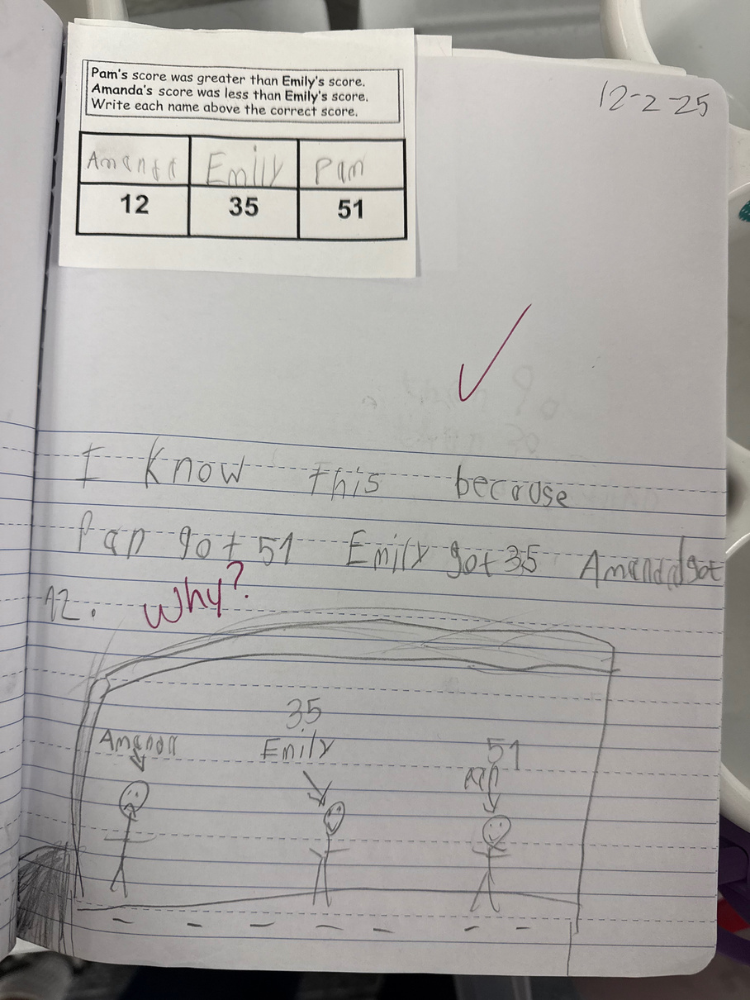 12-2-25
Pam's score was greater than Emily's score.
Amanda's score was less than Emily's score.
Write each name above the correct score.
Amanda Emily Pam
12 35 51
I know this because
Pan got 51 Emily got 35 Amanda got
12. Why?
35
Amanda Emily 51
Pan